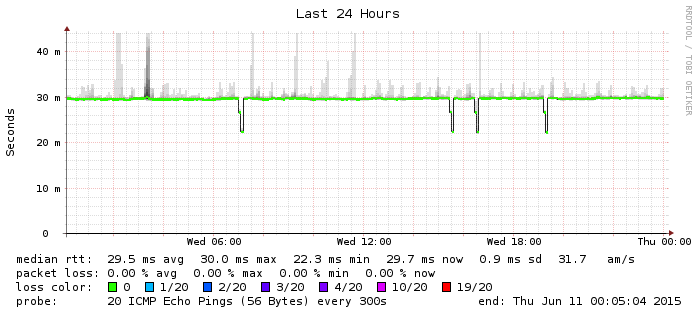 Last 24 Hours
RRDTOOL / TOBI OETIKER
Seconds
40 m
30 m
20 m
10 m
0
Wed 06:00 Wed 12:00 Wed 18:00 Thu 00:00
median rtt: 29.5 ms avg 30.0 ms max 22.3 ms min 29.7 ms now 0.9 ms sd 31.7 am/s
packet loss: 0.00 % avg 0.00 % max 0.00 % min 0.00 % now
loss color: 0 1/20 2/20 3/20 4/20 10/20 19/20
probe: 20 ICMP Echo Pings (56 Bytes) every 300s end: Thu Jun 11 00:05:04 2015